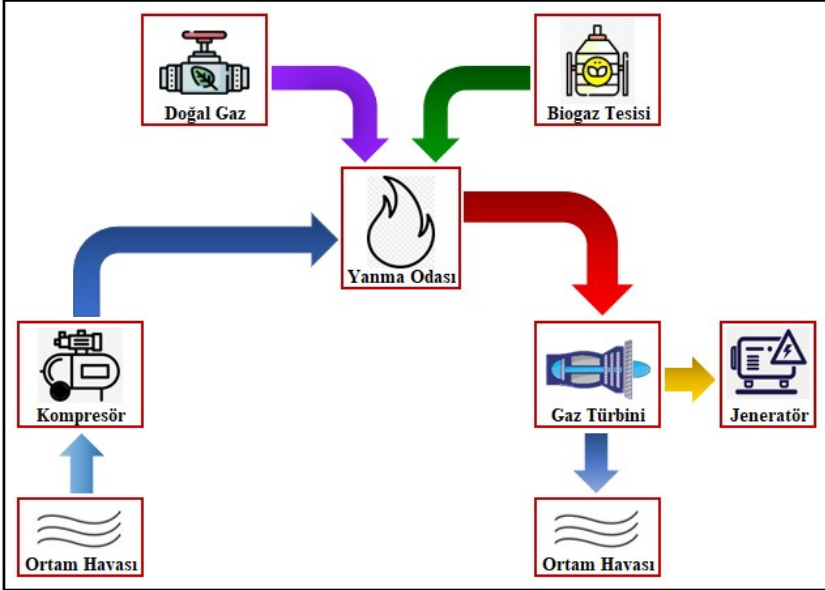 Doğal Gaz
Biogaz Tesisi
Yanma Odası
Kompresör
Gaz Türbini
Jeneratör
Ortam Havası
Ortam Havası